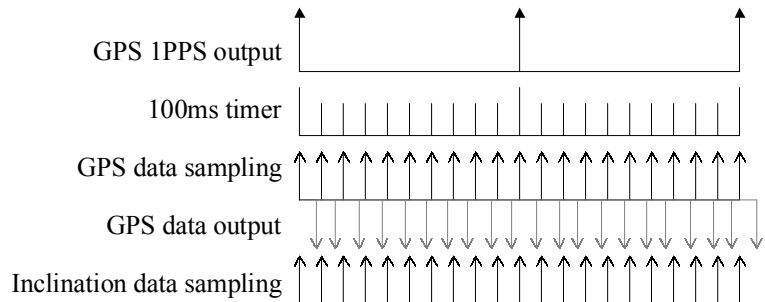 GPS 1PPS output
100ms timer
GPS data sampling
GPS data output
Inclination data sampling